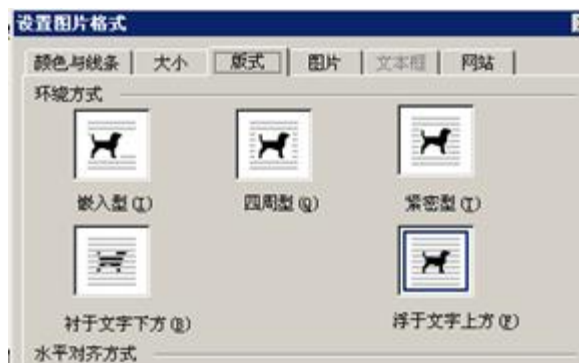 设置图片格式
颜色与线条 大小 版式 图片 文本框 网站
环绕方式
嵌入型(I) 四周型(Q) 紧密型(T)
衬于文字下方(B) 浮于文字上方(F)
水平对齐方式